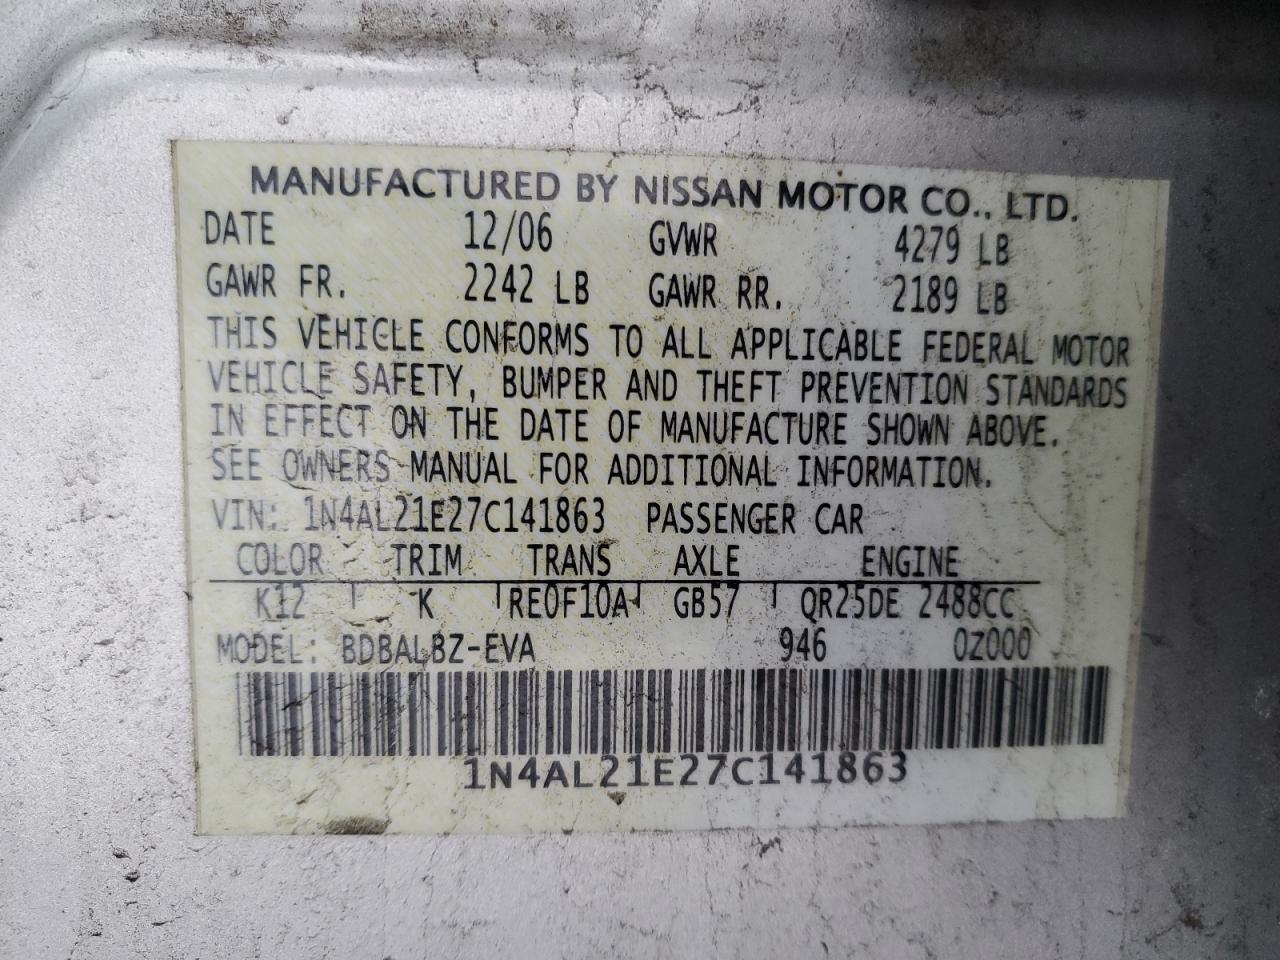 MANUFACTURED BY NISSAN MOTOR CO., LTD.
DATE 12/06 GVWR 4279 LB
GAWR FR. 2242 LB GAWR RR. 2189 LB
THIS VEHICLE CONFORMS TO ALL APPLICABLE FEDERAL MOTOR
VEHICLE SAFETY, BUMPER AND THEFT PREVENTION STANDARDS
IN EFFECT ON THE DATE OF MANUFACTURE SHOWN ABOVE.
SEE OWNERS MANUAL FOR ADDITIONAL INFORMATION.
VIN: 1N4AL21E27C141863 PASSENGER CAR
COLOR TRIM TRANS AXLE ENGINE
K12 K RE0F10A GB57 QR25DE 2488CC
MODEL: BDBALBZ-EVA 946 0Z000
1N4AL21E27C141863